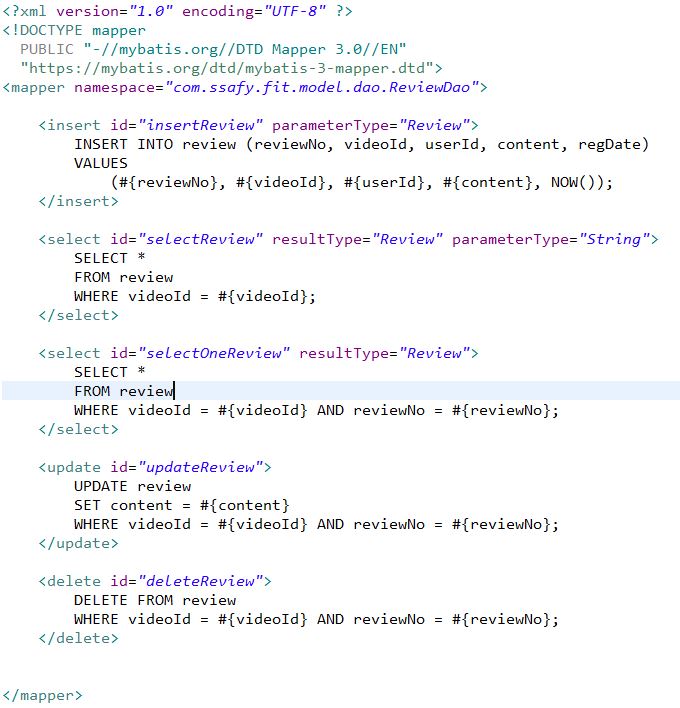 <?xml version="1.0" encoding="UTF-8" ?>
<!DOCTYPE mapper
  PUBLIC "-//mybatis.org//DTD Mapper 3.0//EN"
  "https://mybatis.org/dtd/mybatis-3-mapper.dtd">
<mapper namespace="com.ssafy.fit.model.dao.ReviewDao">

    <insert id="insertReview" parameterType="Review">
        INSERT INTO review (reviewNo, videoId, userId, content, regDate)
        VALUES
            (#{reviewNo}, #{videoId}, #{userId}, #{content}, NOW());
    </insert>

    <select id="selectReview" resultType="Review" parameterType="String">
        SELECT *
        FROM review
        WHERE videoId = #{videoId};
    </select>

    <select id="selectOneReview" resultType="Review">
        SELECT *
        FROM review
        WHERE videoId = #{videoId} AND reviewNo = #{reviewNo};
    </select>

    <update id="updateReview">
        UPDATE review
        SET content = #{content}
        WHERE videoId = #{videoId} AND reviewNo = #{reviewNo};
    </update>

    <delete id="deleteReview">
        DELETE FROM review
        WHERE videoId = #{videoId} AND reviewNo = #{reviewNo};
    </delete>


</mapper>